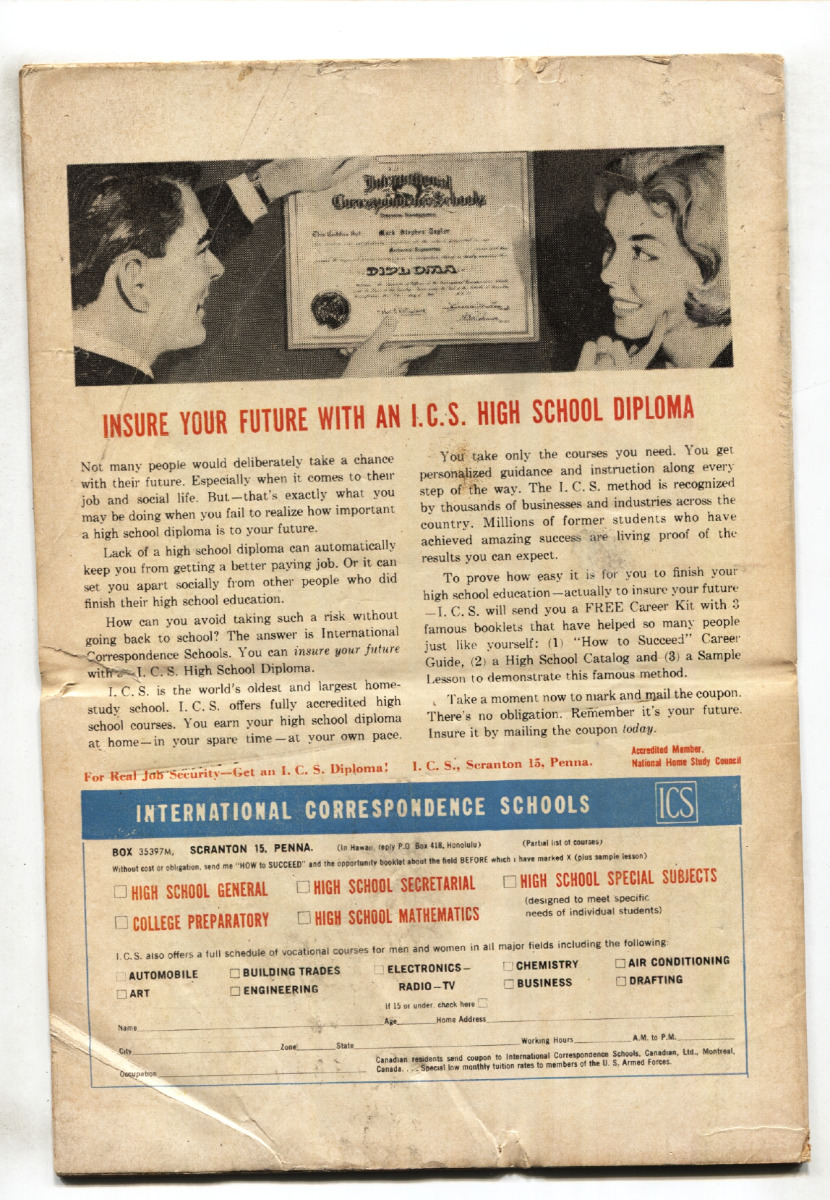 International
Correspondence Schools
Mark Stephen Taylor
DIPLOMA
INSURE YOUR FUTURE WITH AN I.C.S. HIGH SCHOOL DIPLOMA
Not many people would deliberately take a chance
with their future. Especially when it comes to their
job and social life. But—that's exactly what you
may be doing when you fail to realize how important
a high school diploma is to your future.
Lack of a high school diploma can automatically
keep you from getting a better paying job. Or it can
set you apart socially from other people who did
finish their high school education.
How can you avoid taking such a risk without
going back to school? The answer is International
Correspondence Schools. You can insure your future
with I. C. S. High School Diploma.
I. C. S. is the world's oldest and largest home-
study school. I. C. S. offers fully accredited high
school courses. You earn your high school diploma
at home—in your spare time—at your own pace.
You take only the courses you need. You get
personalized guidance and instruction along every
step of the way. The I. C. S. method is recognized
by thousands of businesses and industries across the
country. Millions of former students who have
achieved amazing success are living proof of the
results you can expect.
To prove how easy it is for you to finish your
high school education—actually to insure your future
—I. C. S. will send you a FREE Career Kit with 3
famous booklets that have helped so many people
just like yourself: (1) "How to Succeed" Career
Guide, (2) a High School Catalog and (3) a Sample
Lesson to demonstrate this famous method.
Take a moment now to mark and mail the coupon.
There's no obligation. Remember it's your future.
Insure it by mailing the coupon today.
For Real Job Security—Get an I. C. S. Diploma! I. C. S., Scranton 15, Penna.
Accredited Member,
National Home Study Council
INTERNATIONAL CORRESPONDENCE SCHOOLS ICS
BOX 35397M, SCRANTON 15, PENNA. (In Hawaii, reply P.O. Box 418, Honolulu) (Partial list of courses)
Without cost or obligation, send me "HOW to SUCCEED" and the opportunity booklet about the field BEFORE which I have marked X (plus sample lesson)
HIGH SCHOOL GENERAL HIGH SCHOOL SECRETARIAL HIGH SCHOOL SPECIAL SUBJECTS
(designed to meet specific
needs of individual students)
COLLEGE PREPARATORY HIGH SCHOOL MATHEMATICS
I.C.S. also offers a full schedule of vocational courses for men and women in all major fields including the following:
AUTOMOBILE BUILDING TRADES ELECTRONICS— CHEMISTRY AIR CONDITIONING
ART ENGINEERING RADIO—TV BUSINESS DRAFTING
If 15 or under, check here
Name Age Home Address
City Zone State Working Hours A.M. to P.M.
Occupation
Canadian residents send coupon to International Correspondence Schools, Canadian, Ltd., Montreal,
Canada. . . . Special low monthly tuition rates to members of the U. S. Armed Forces.